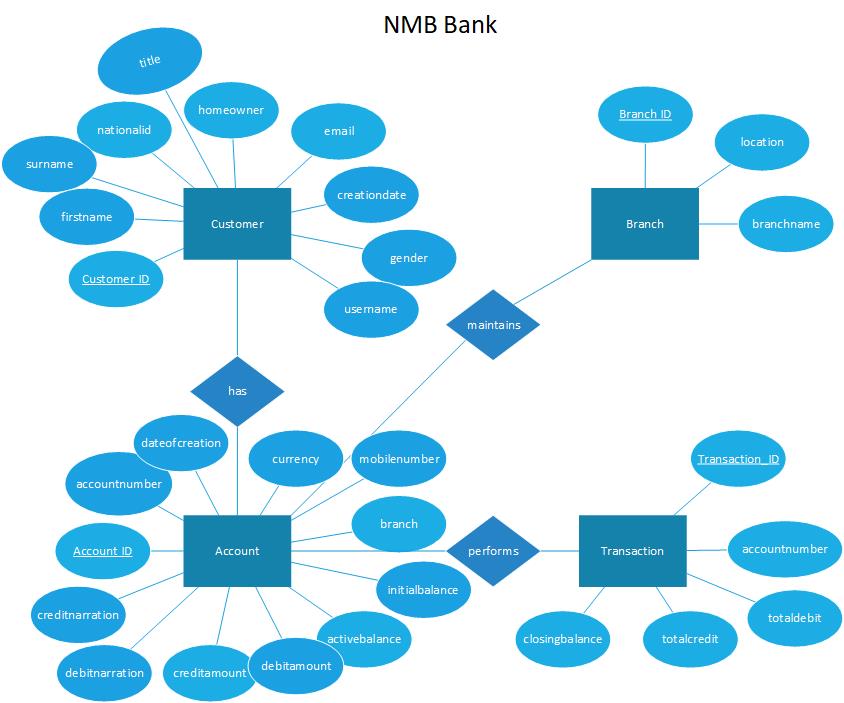 NMB Bank
title
homeowner
nationalid
email
surname
creationdate
firstname
Customer
gender
Customer ID
username
Branch ID
location
Branch
branchname
maintains
has
dateofcreation
currency
mobilenumber
accountnumber
branch
Account ID
Account
performs
initialbalance
creditnarration
activebalance
debitnarration
creditamount
debitamount
Transaction_ID
Transaction
accountnumber
totaldebit
closingbalance
totalcredit